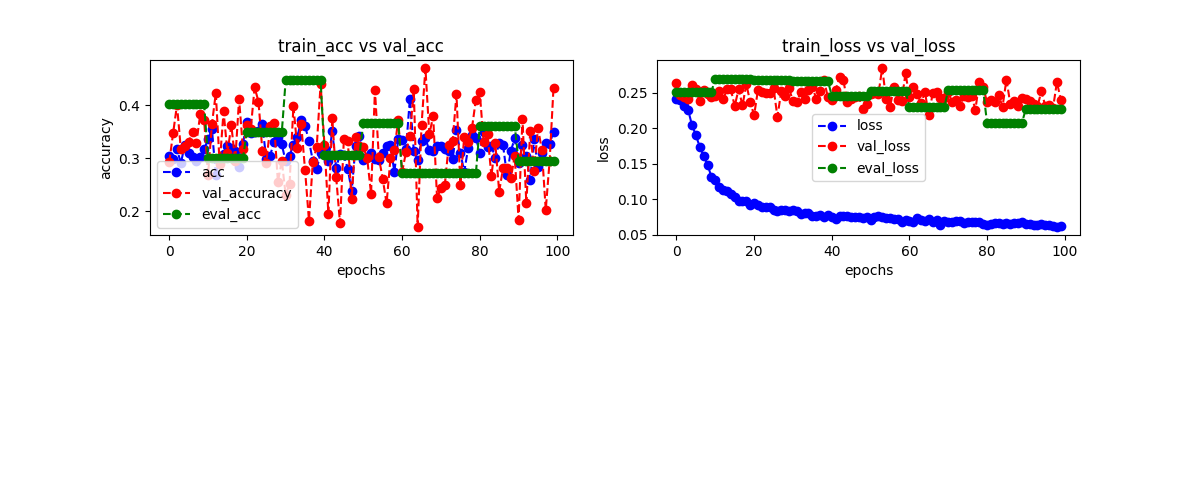 train_acc vs val_acc
accuracy
0.4
0.3
0.2
acc
val_accuracy
eval_acc
0 20 40 60 80 100
epochs
train_loss vs val_loss
loss
0.25
0.20
0.15
0.10
0.05
loss
val_loss
eval_loss
0 20 40 60 80 100
epochs